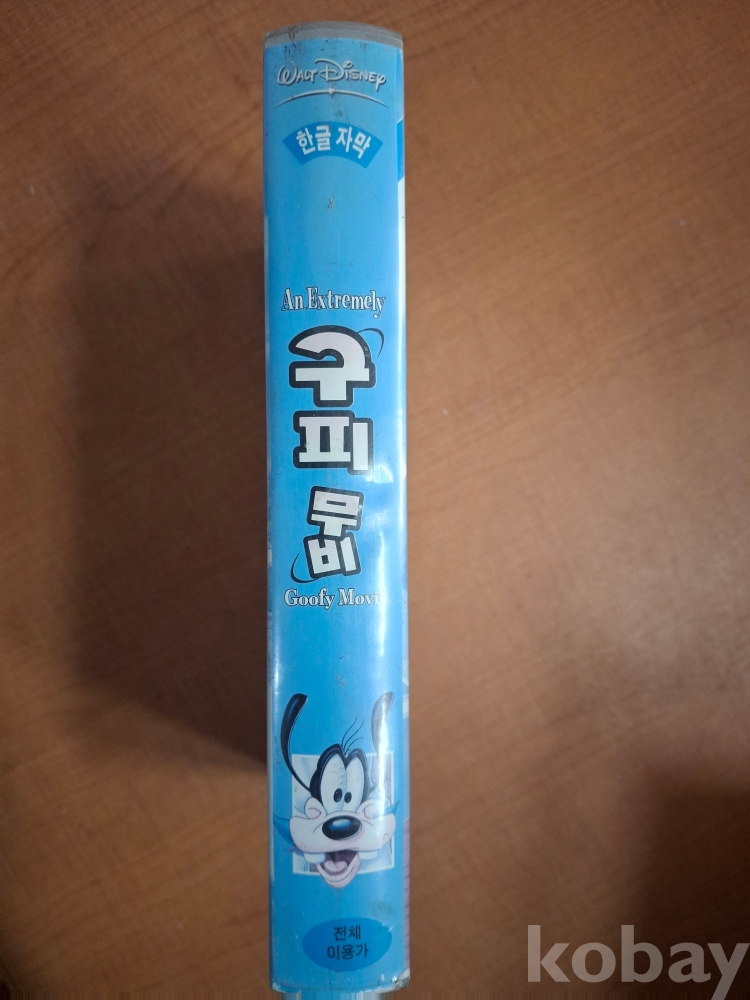 WALT DISNEY
한글 자막
An Extremely
구피
무비
Goofy Movi
전체
이용가
kobay